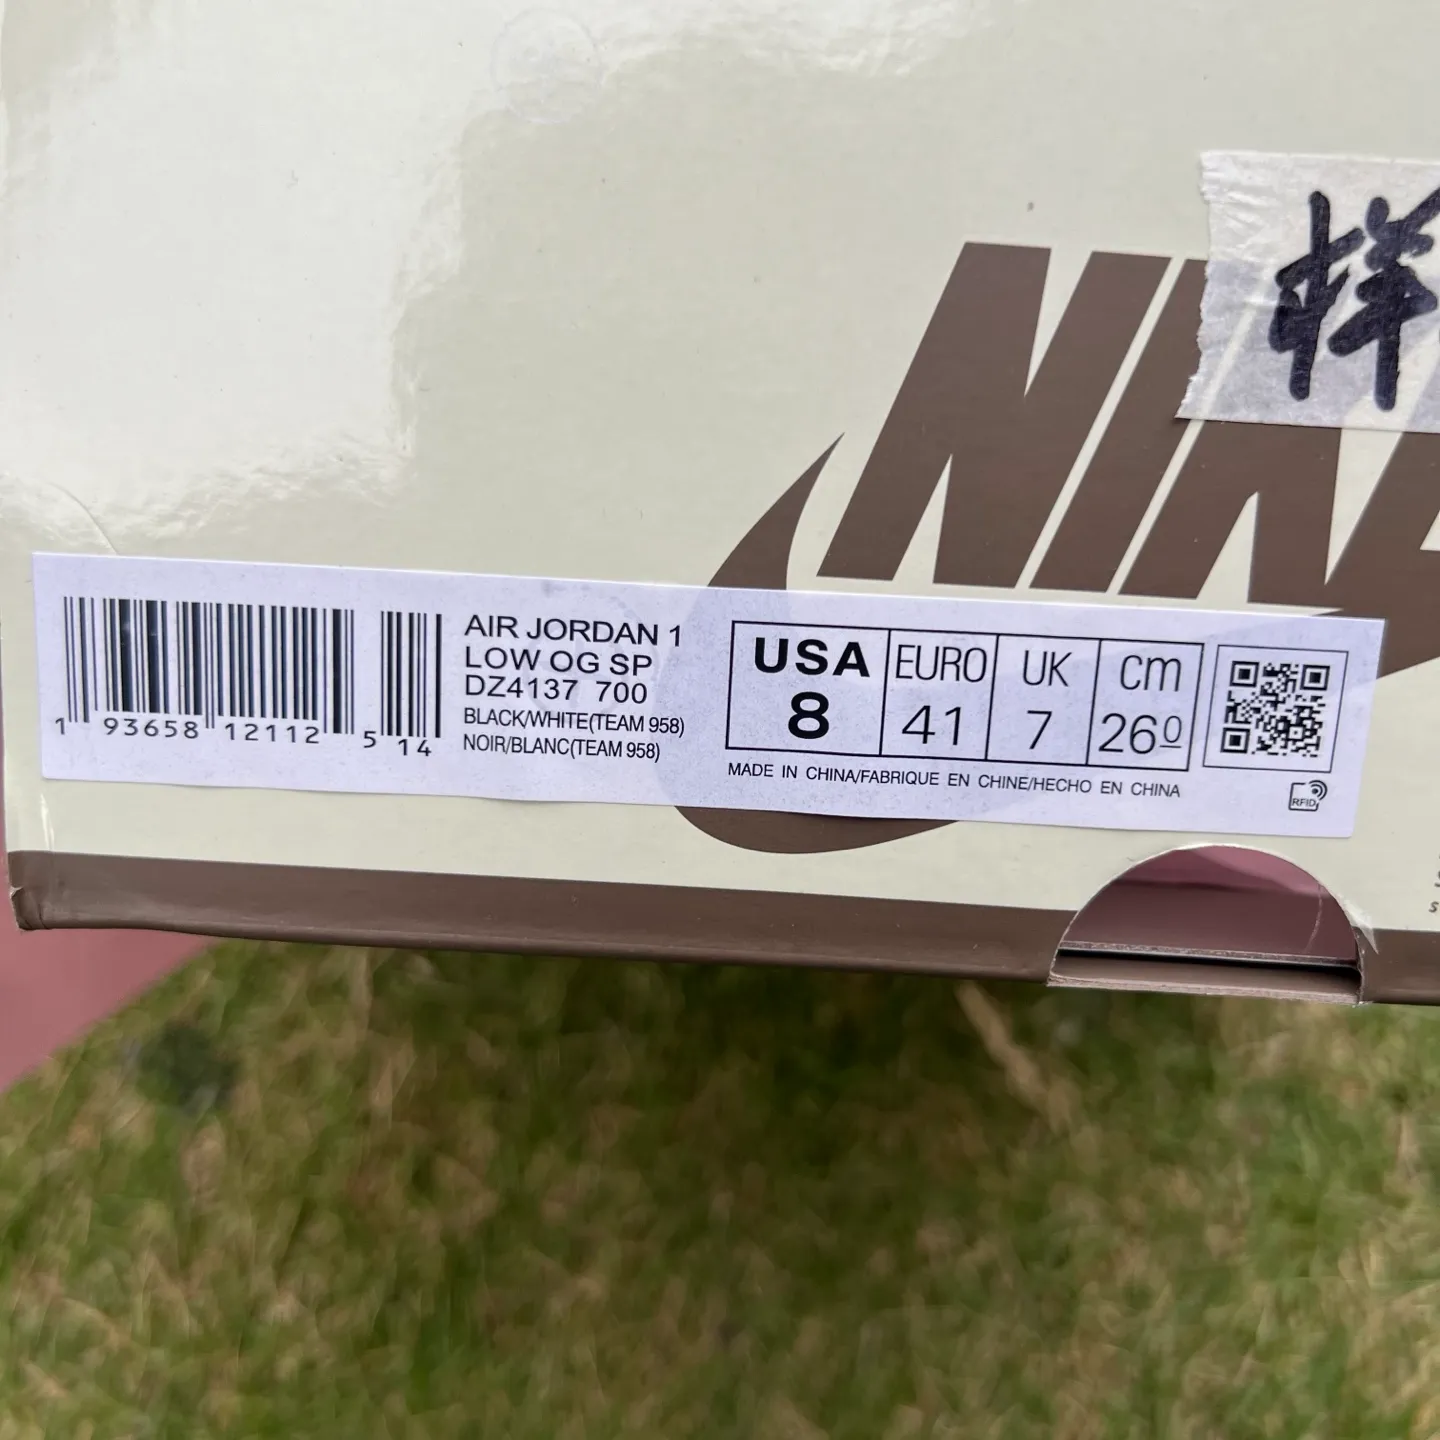 样
NIKE
AIR JORDAN 1
LOW OG SP
DZ4137 700
BLACK/WHITE(TEAM 958)
NOIR/BLANC(TEAM 958)
1 93658 12112 5 14
USA EURO UK cm
8 41 7 260
MADE IN CHINA/FABRIQUE EN CHINE/HECHO EN CHINA
RFID